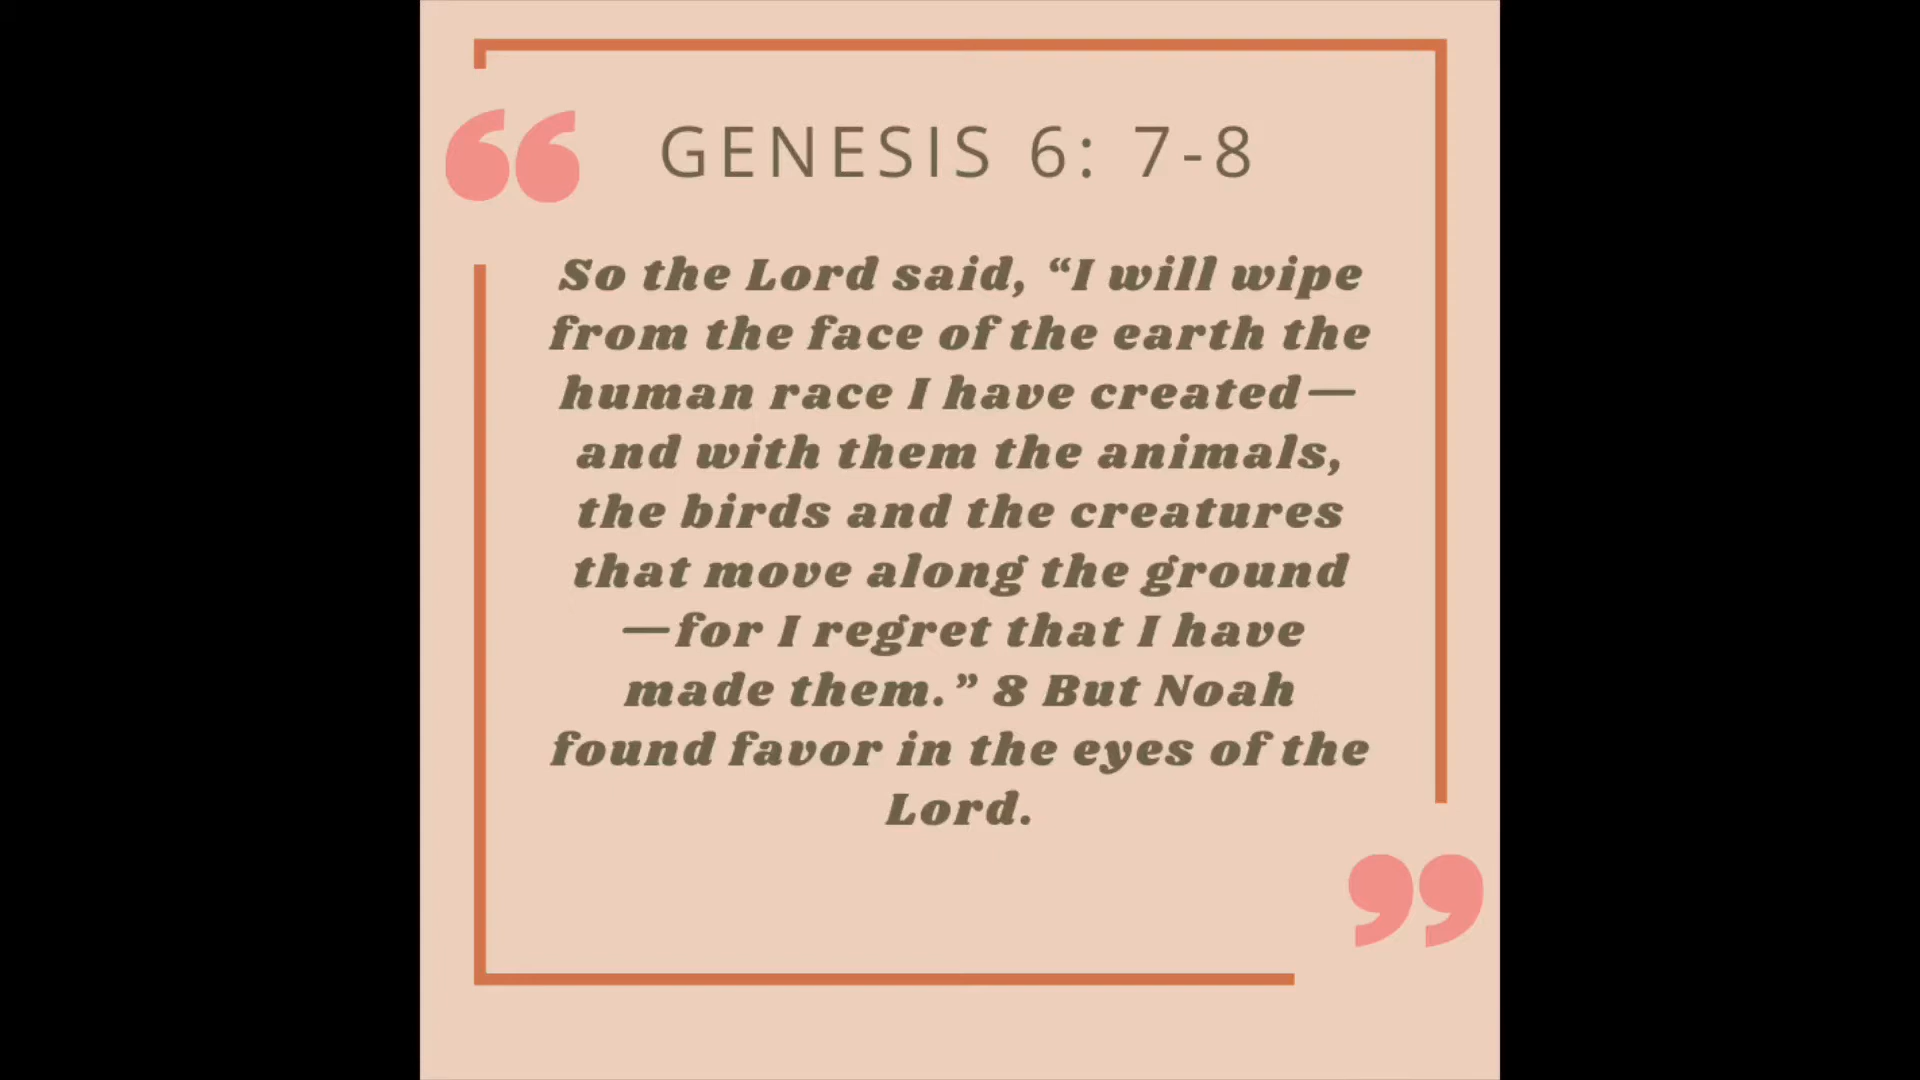 GENESIS 6: 7-8
So the Lord said, “I will wipe
from the face of the earth the
human race I have created—
and with them the animals,
the birds and the creatures
that move along the ground
—for I regret that I have
made them.” 8 But Noah
found favor in the eyes of the
Lord.